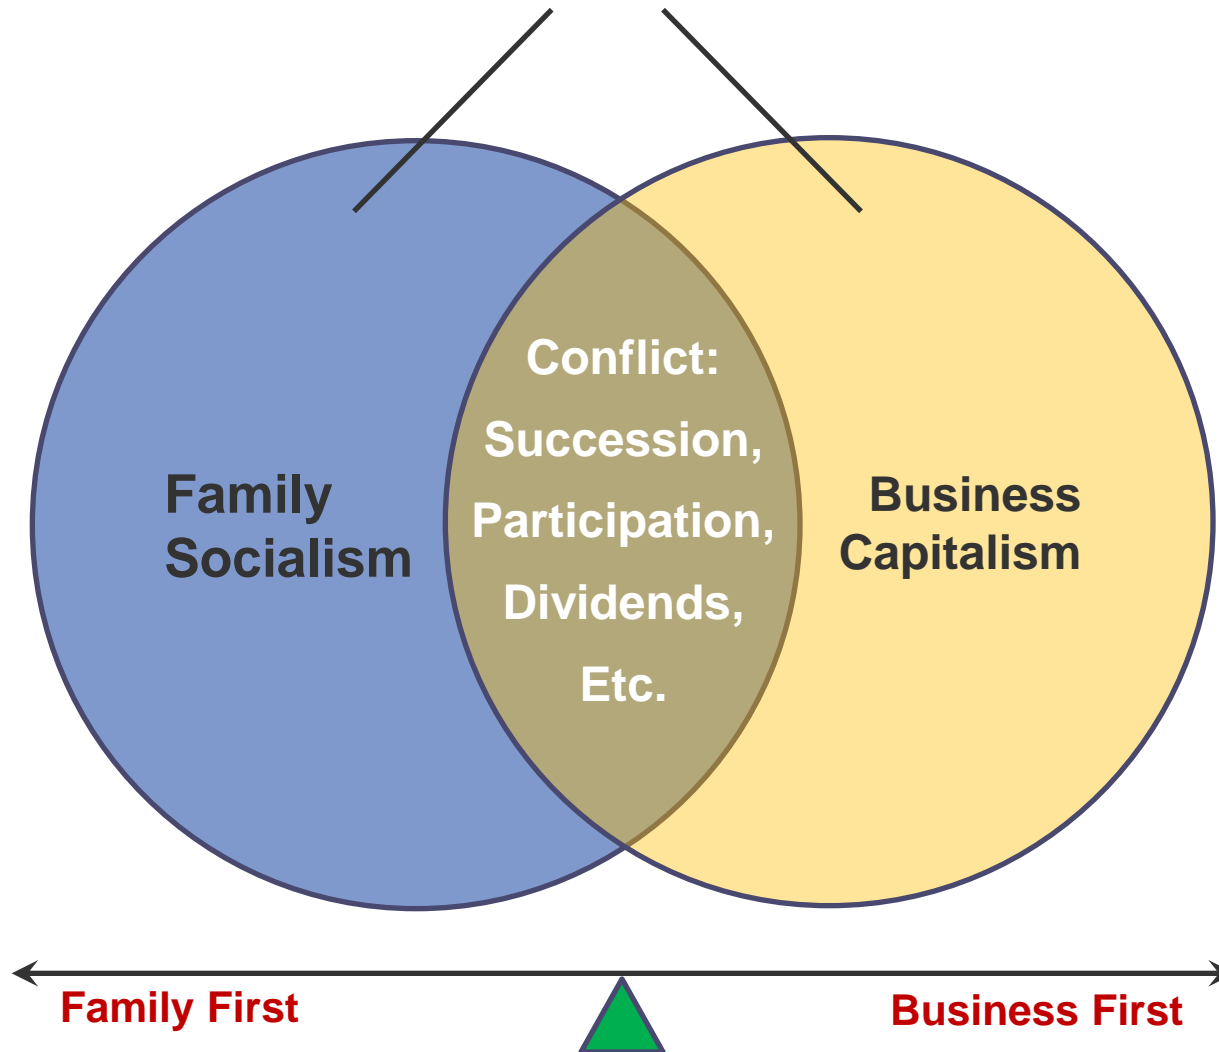 Conflict:
Succession,
Participation,
Dividends,
Etc.
Family
Socialism
Business
Capitalism
Family First
Business First